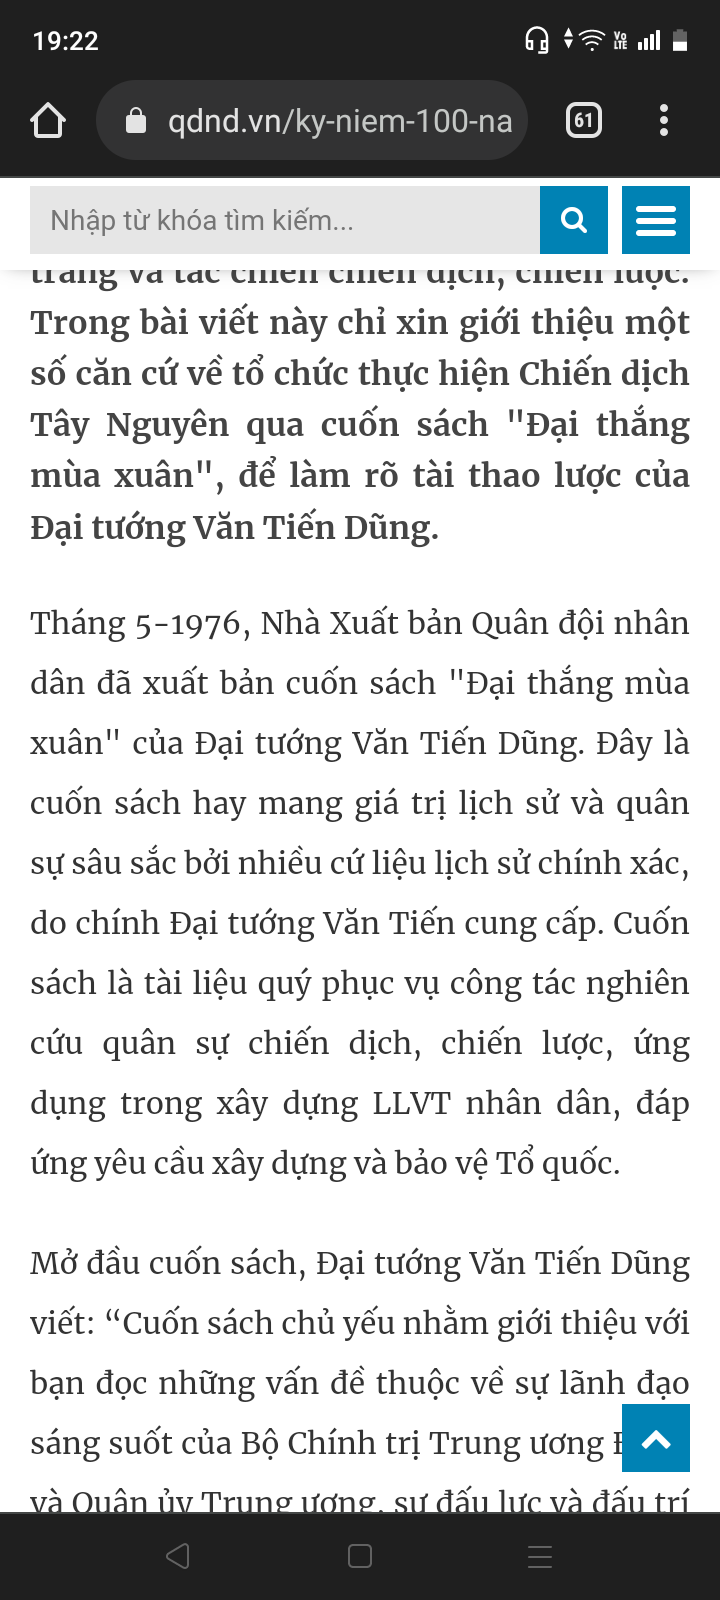 19:22
Vo LTE
qdnd.vn/ky-niem-100-na
61
Nhập từ khóa tìm kiếm...
trang và tác chiến chiến dịch, chiến lược.
Trong bài viết này chỉ xin giới thiệu một
số căn cứ về tổ chức thực hiện Chiến dịch
Tây Nguyên qua cuốn sách "Đại thắng
mùa xuân", để làm rõ tài thao lược của
Đại tướng Văn Tiến Dũng.
Tháng 5-1976, Nhà Xuất bản Quân đội nhân
dân đã xuất bản cuốn sách "Đại thắng mùa
xuân" của Đại tướng Văn Tiến Dũng. Đây là
cuốn sách hay mang giá trị lịch sử và quân
sự sâu sắc bởi nhiều cứ liệu lịch sử chính xác,
do chính Đại tướng Văn Tiến cung cấp. Cuốn
sách là tài liệu quý phục vụ công tác nghiên
cứu quân sự chiến dịch, chiến lược, ứng
dụng trong xây dựng LLVT nhân dân, đáp
ứng yêu cầu xây dựng và bảo vệ Tổ quốc.
Mở đầu cuốn sách, Đại tướng Văn Tiến Dũng
viết: “Cuốn sách chủ yếu nhằm giới thiệu với
bạn đọc những vấn đề thuộc về sự lãnh đạo
sáng suốt của Bộ Chính trị Trung ương
và Quân ủy Trung ương, sự đấu lực và đấu trí